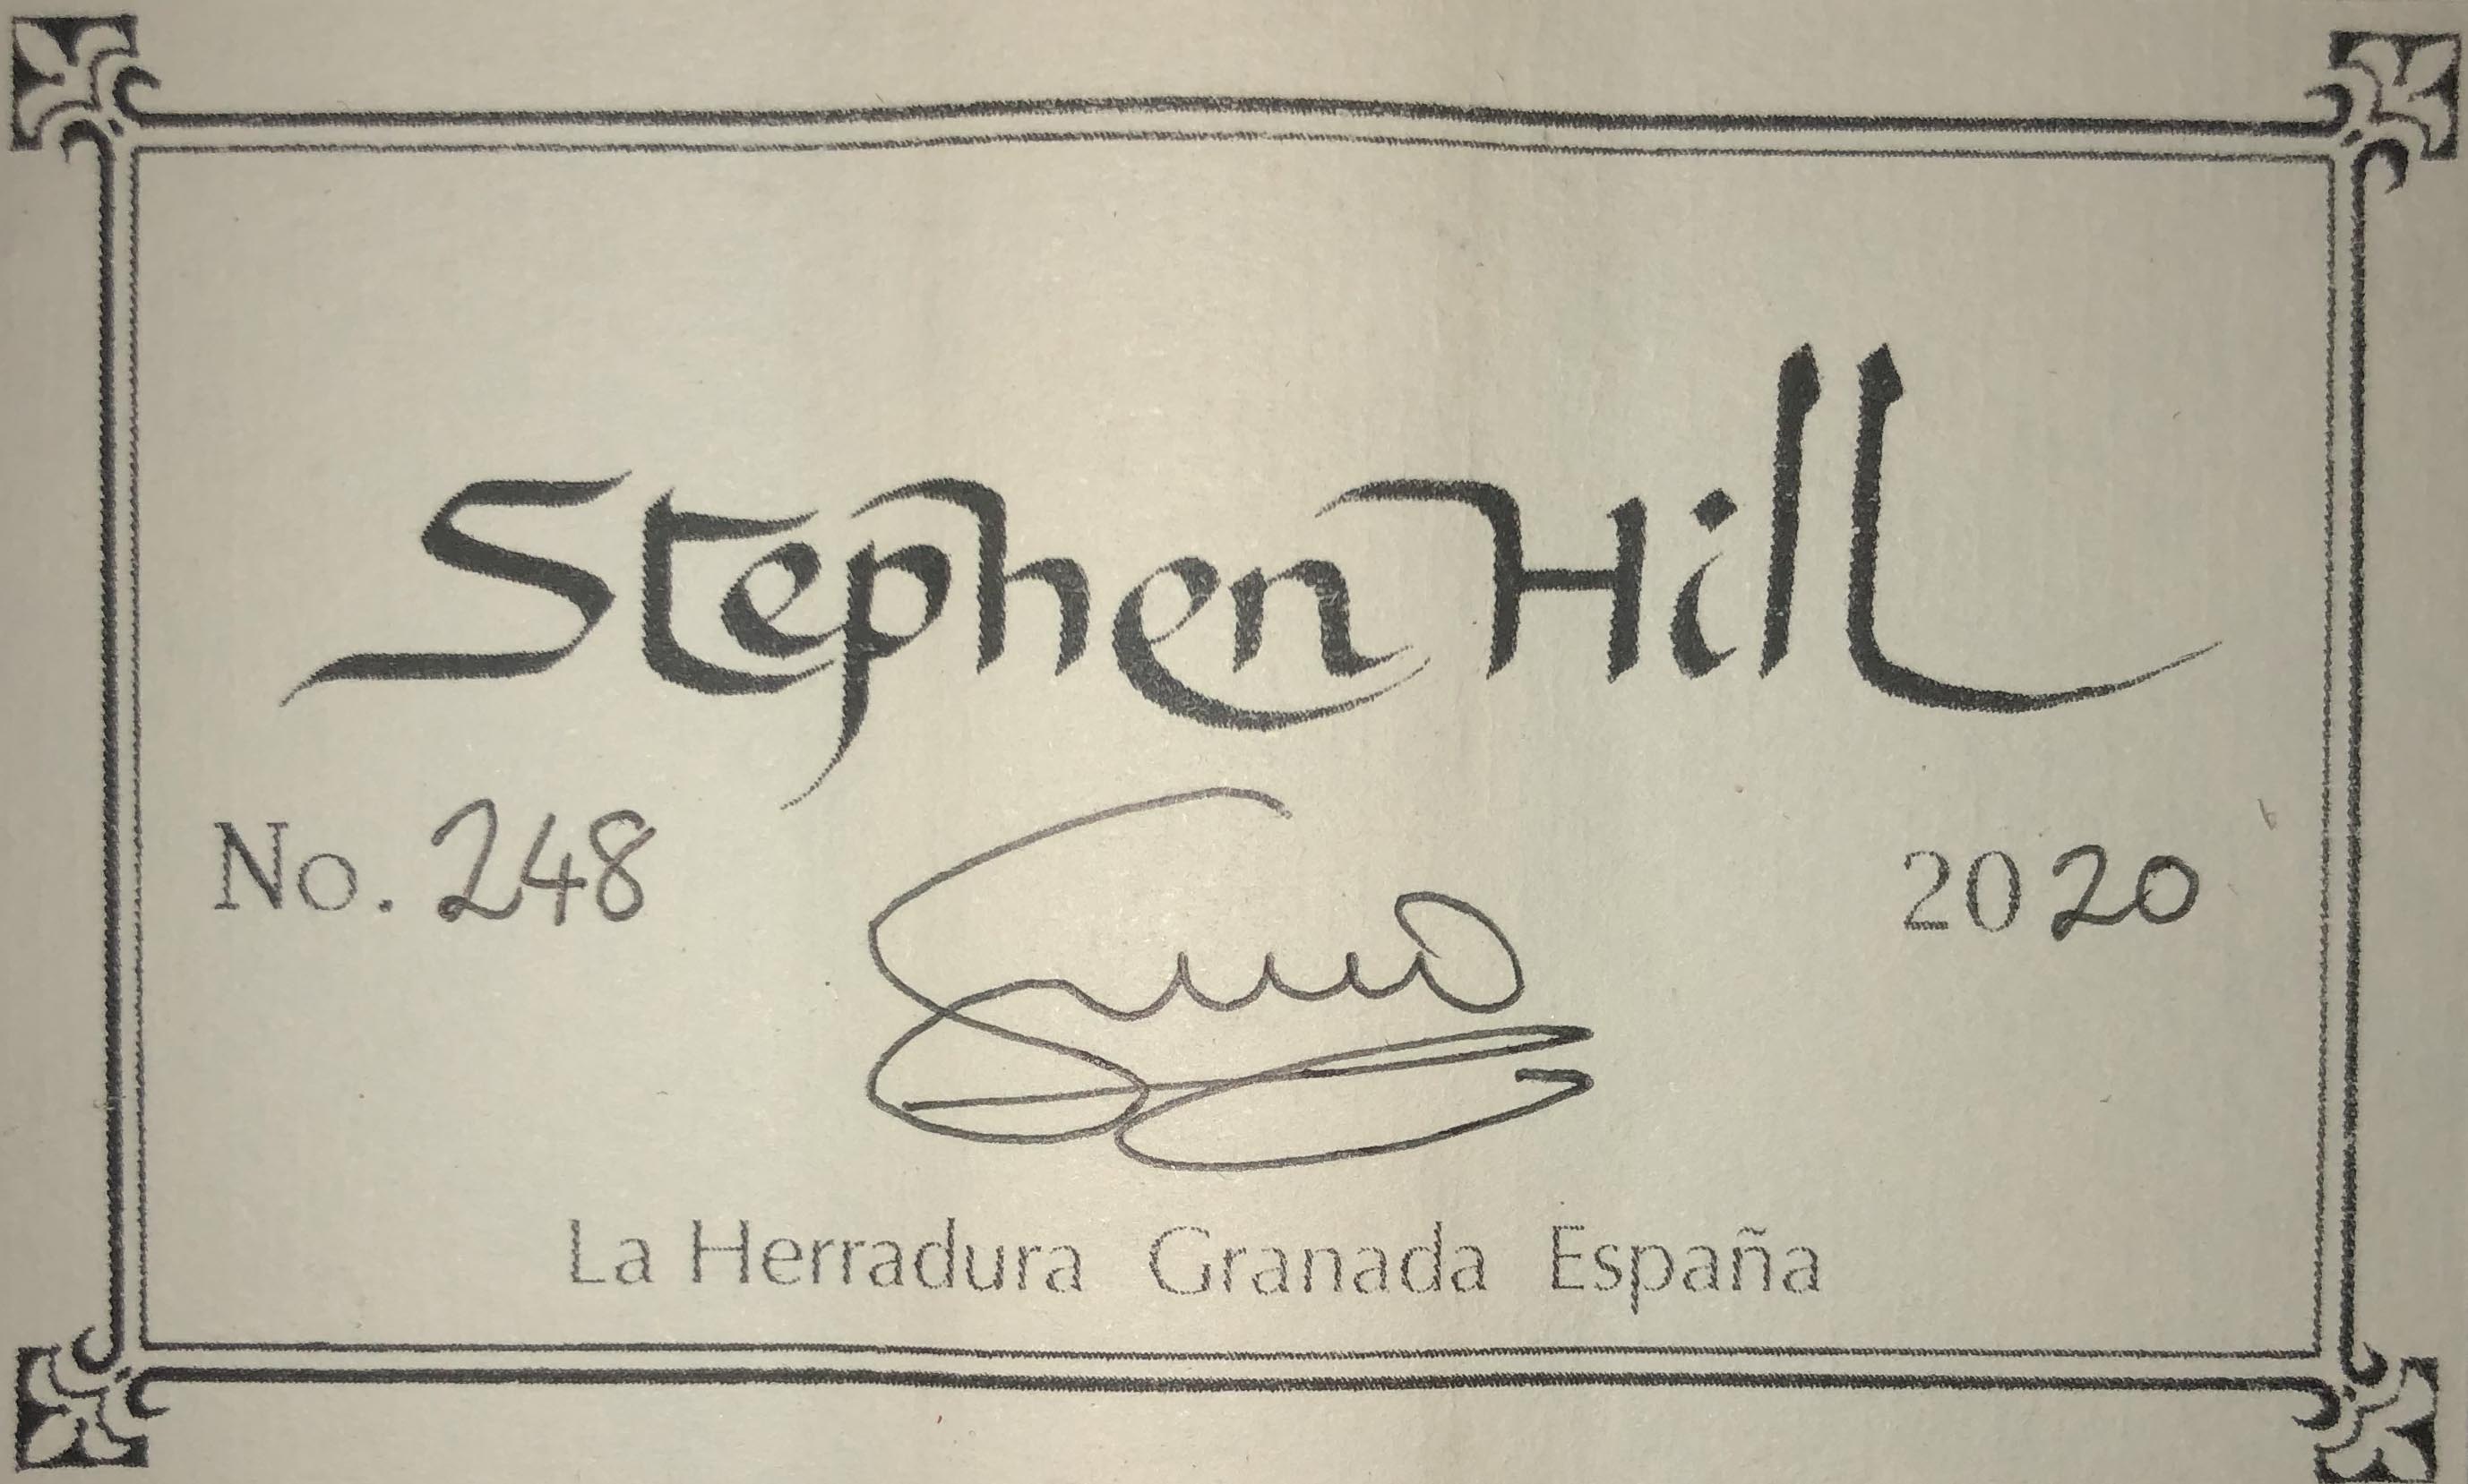 Stephen Hill
No. 248 2020
La Herradura Granada España